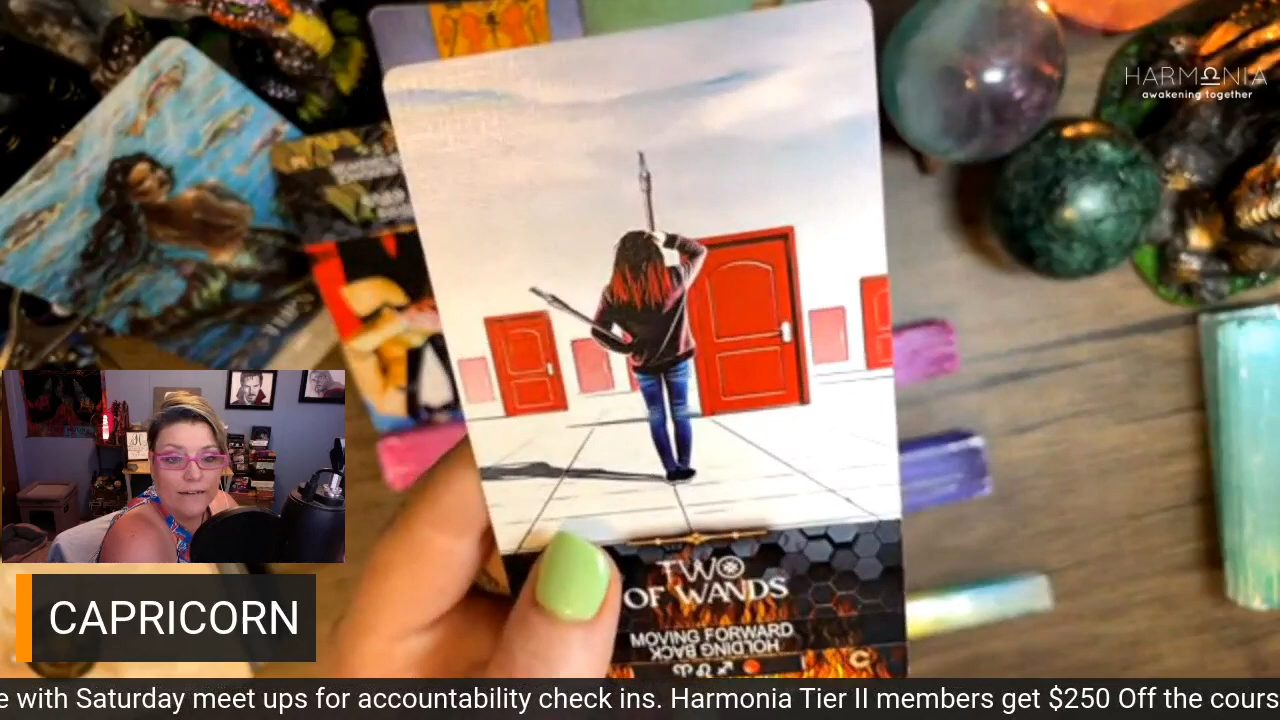 HARMONIA
awakening together
TWO
OF WANDS
MOVING FORWARD
HOLDING BACK
CAPRICORN
e with Saturday meet ups for accountability check ins. Harmonia Tier II members get $250 Off the cours